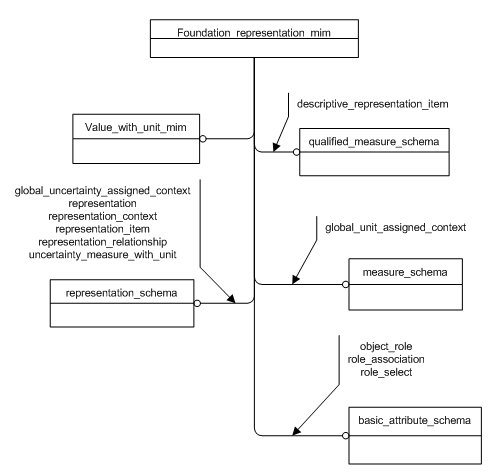 Foundation_representation_mim
descriptive_representation_item
Value_with_unit_mim
qualified_measure_schema
global_uncertainty_assigned_context
representation
representation_context
representation_item
representation_relationship
uncertainty_measure_with_unit
global_unit_assigned_context
representation_schema
measure_schema
object_role
role_association
role_select
basic_attribute_schema